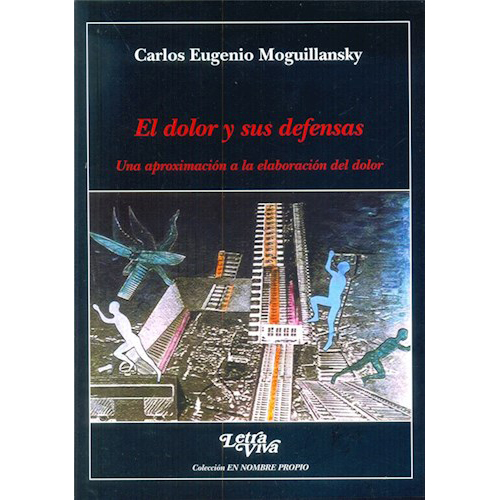 Carlos Eugenio Moguillansky
El dolor y sus defensas
Una aproximación a la elaboración del dolor
Letra
Viva
Colección EN NOMBRE PROPIO